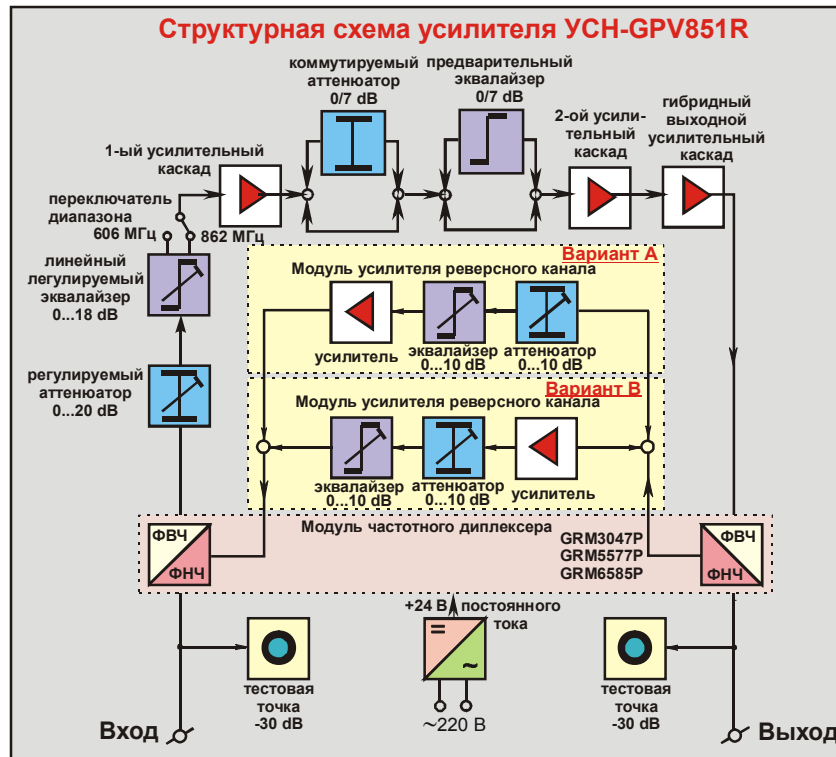 Структурная схема усилителя УСН-GPV851R
коммутируемый
аттенюатор
0/7 dB
предварительный
эквалайзер
0/7 dB
2-ой усили-
тельный
каскад
гибридный
выходной
усилительный
каскад
1-ый усилительный
каскад
переключатель
диапазона
606 МГц
862 МГц
линейный
легулируемый
эквалайзер
0...18 dB
регулируемый
аттенюатор
0...20 dB
Вариант А
Модуль усилителя реверсного канала
усилитель
эквалайзер
0...10 dB
аттенюатор
0...10 dB
Вариант В
Модуль усилителя реверсного канала
эквалайзер
0...10 dB
аттенюатор
0...10 dB
усилитель
Модуль частотного диплексера
GRM3047P
GRM5577P
GRM6585P
ФВЧ
ФНЧ
ФВЧ
ФНЧ
+24 В постоянного
тока
=
~
~220 В
тестовая
точка
-30 dB
тестовая
точка
-30 dB
Вход
Выход